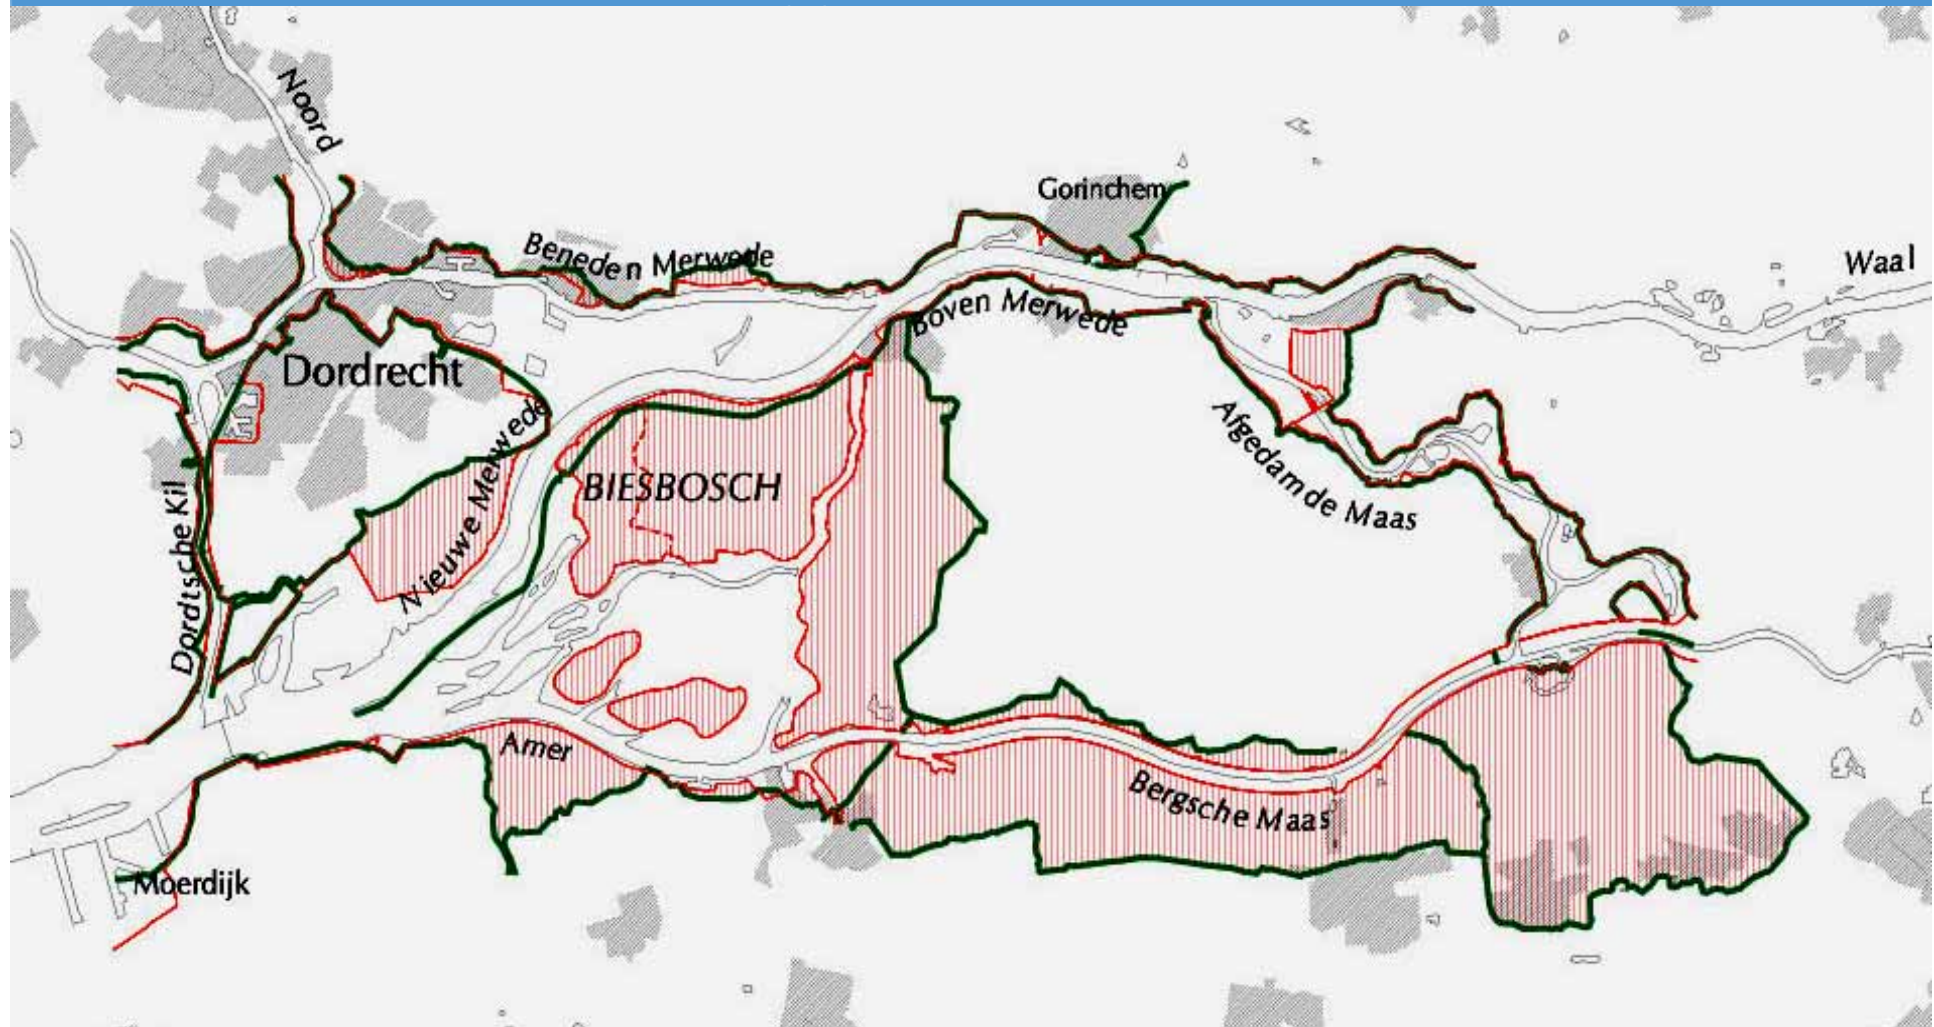 Noord
Gorinchem
Beneden Merwede
Waal
Boven Merwede
Dordrecht
Nieuwe Merwede
Afgedamde Maas
BIESBOSCH
Dordtsche Kil
Amer
Bergsche Maas
Moerdijk